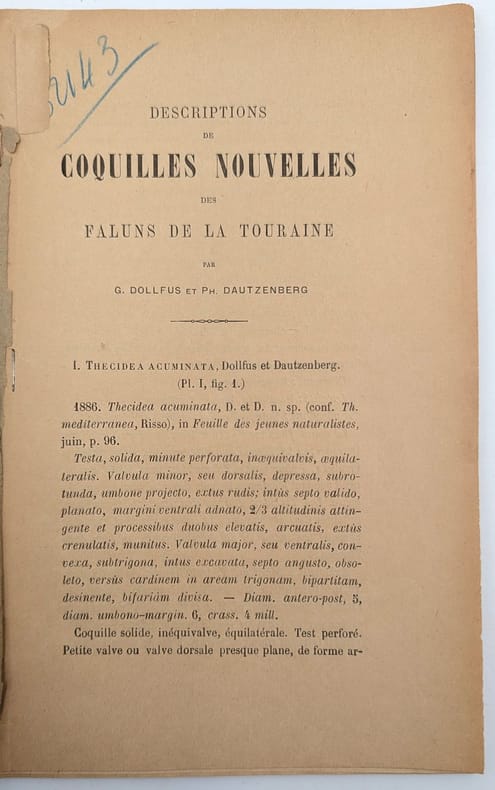 2143
DESCRIPTIONS
DE
COQUILLES NOUVELLES
DES
FALUNS DE LA TOURAINE
PAR
G. DOLLFUS ET PH. DAUTZENBERG
I. THECIDEA ACUMINATA, Dollfus et Dautzenberg.
(Pl. I, fig. 1.)
1886. Thecidea acuminata, D. et D. n. sp. (conf. Th.
mediterranea, Risso), in Feuille des jeunes naturalistes,
juin, p. 96.
Testa, solida, minute perforata, inæquivalvis, æquila-
teralis. Valvula minor, seu dorsalis, depressa, subro-
tunda, umbone projecto, extus rudis; intùs septo valido,
planato, margini ventrali adnato, 2/3 altitudinis attin-
gente et processibus duobus elevatis, arcuatis, extùs
crenulatis, munitus. Valvula major, seu ventralis, con-
vexa, subtrigona, intus excavata, septo angusto, obso-
leto, versùs cardinem in aream trigonam, bipartitam,
desinente, bifariàm divisa. — Diam. antero-post, 5,
diam. umbono-margin. 6, crass. 4 mill.
Coquille solide, inéquivalve, équilatérale. Test perforé.
Petite valve ou valve dorsale presque plane, de forme ar-